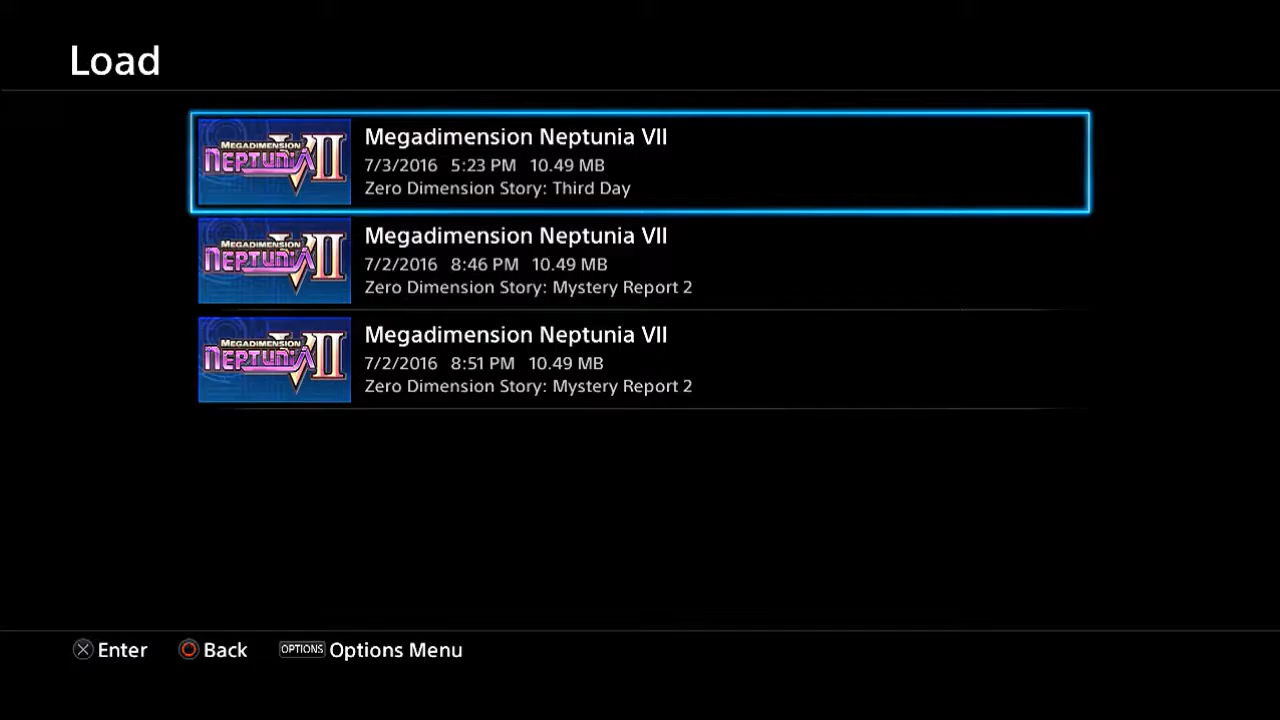 Load
MEGADIMENSION
NEPTUNIA VII
Megadimension Neptunia VII
7/3/2016 5:23 PM 10.49 MB
Zero Dimension Story: Third Day
MEGADIMENSION
NEPTUNIA VII
Megadimension Neptunia VII
7/2/2016 8:46 PM 10.49 MB
Zero Dimension Story: Mystery Report 2
MEGADIMENSION
NEPTUNIA VII
Megadimension Neptunia VII
7/2/2016 8:51 PM 10.49 MB
Zero Dimension Story: Mystery Report 2
Enter Back OPTIONS Options Menu